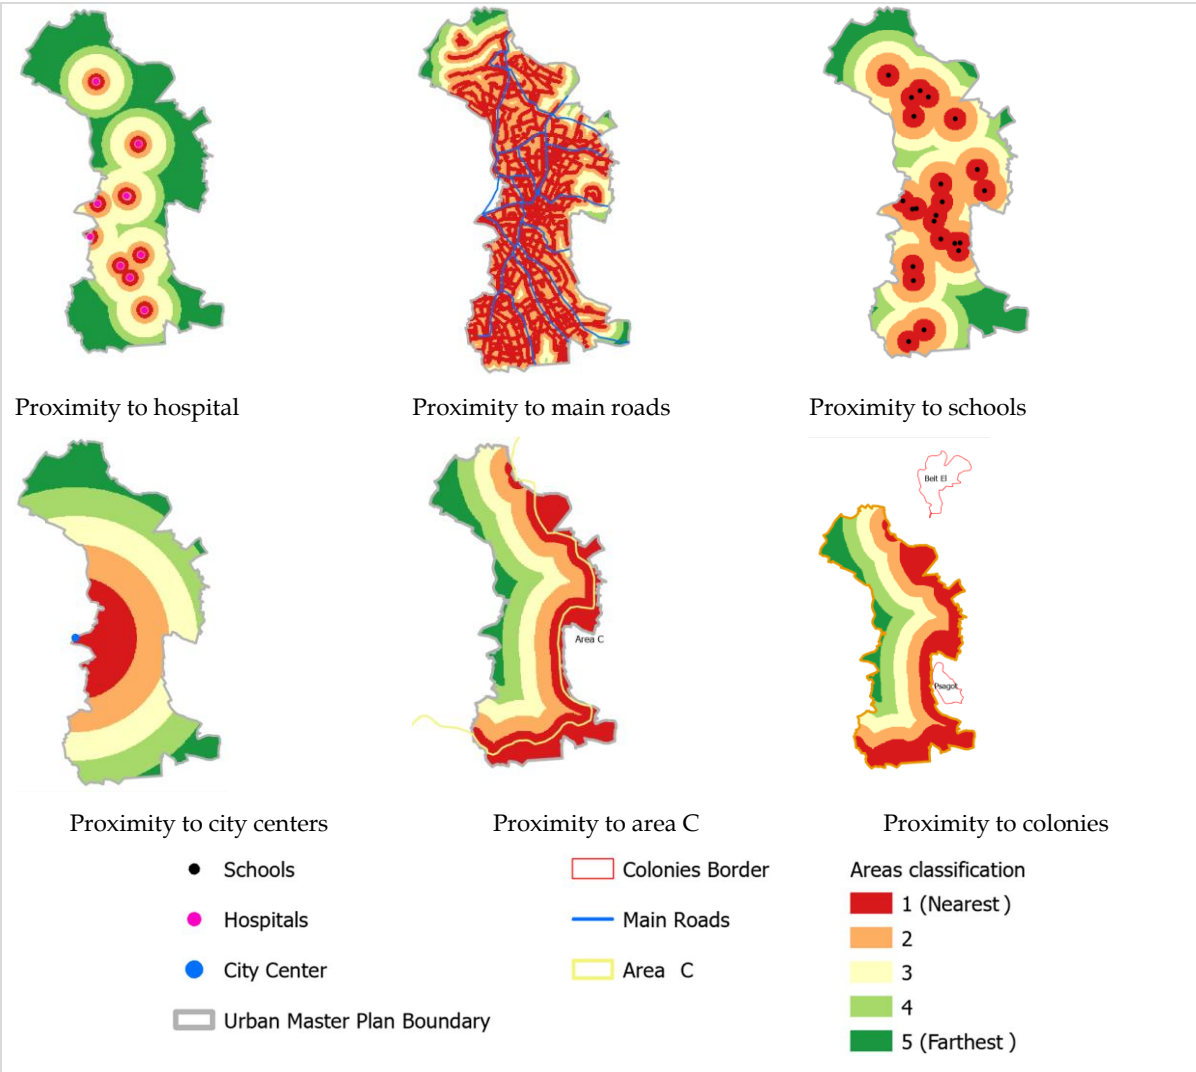 Proximity to hospital
Proximity to main roads
Proximity to schools
Area C
Beit El
Psagot
Proximity to city centers
Proximity to area C
Proximity to colonies
Schools
Hospitals
City Center
Urban Master Plan Boundary
Colonies Border
Main Roads
Area C
Areas classification
1 (Nearest )
2
3
4
5 (Farthest )